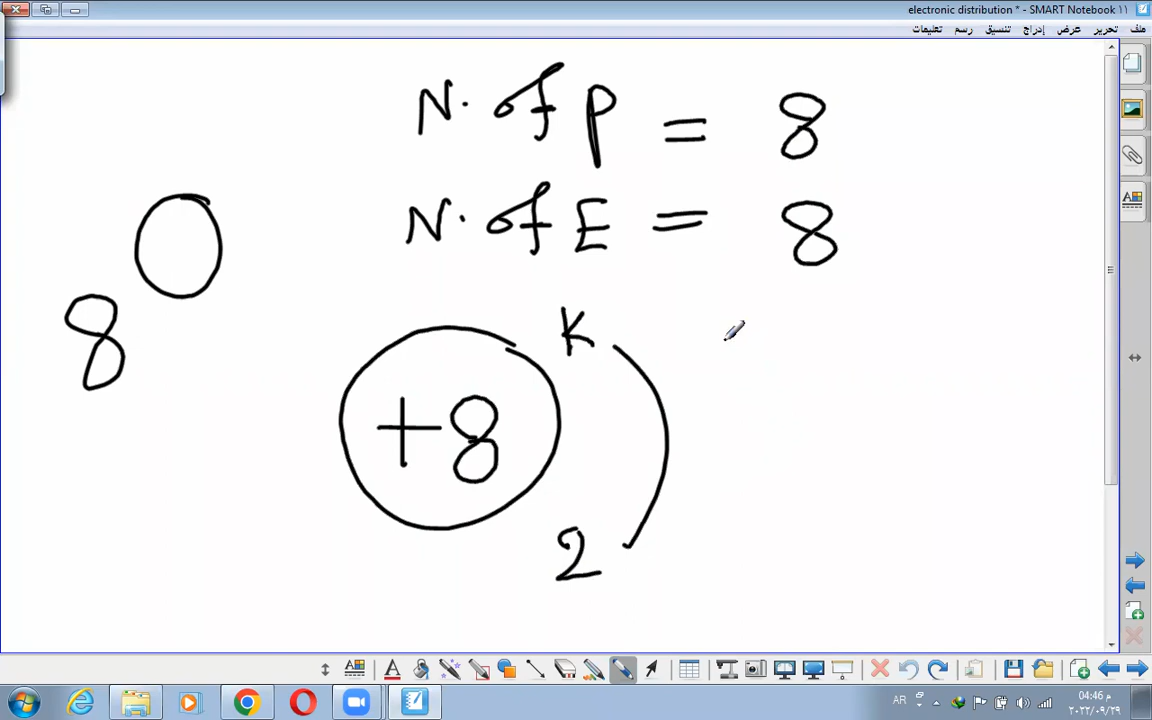 electronic distribution * - SMART Notebook ١١
ملف تحرير عرض إدراج تنسيق رسم تعليمات
N. of P = 8
N. of E = 8
O
8
K
+8
2
AR
٠4:46 م
٢٠٢٢/٠٩/٢٩